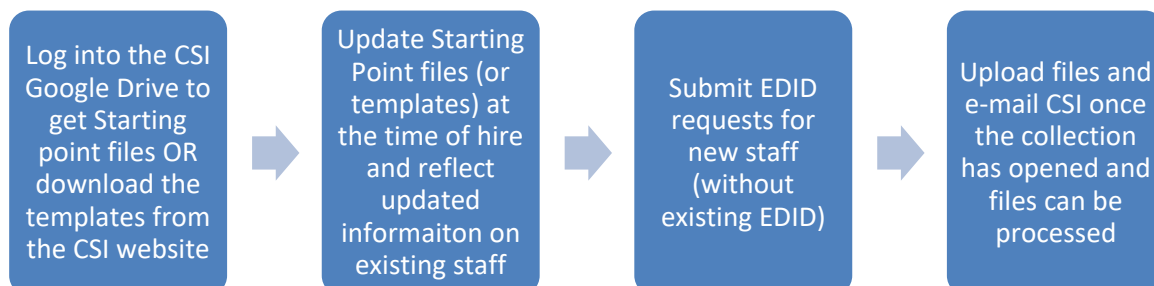 Log into the CSI
Google Drive to
get Starting
point files OR
download the
templates from
the CSI website
Update Starting
Point files (or
templates) at
the time of hire
and reflect
updated
informaiton on
existing staff
Submit EDID
requests for
new staff
(without
existing EDID)
Upload files and
e-mail CSI once
the collection
has opened and
files can be
processed